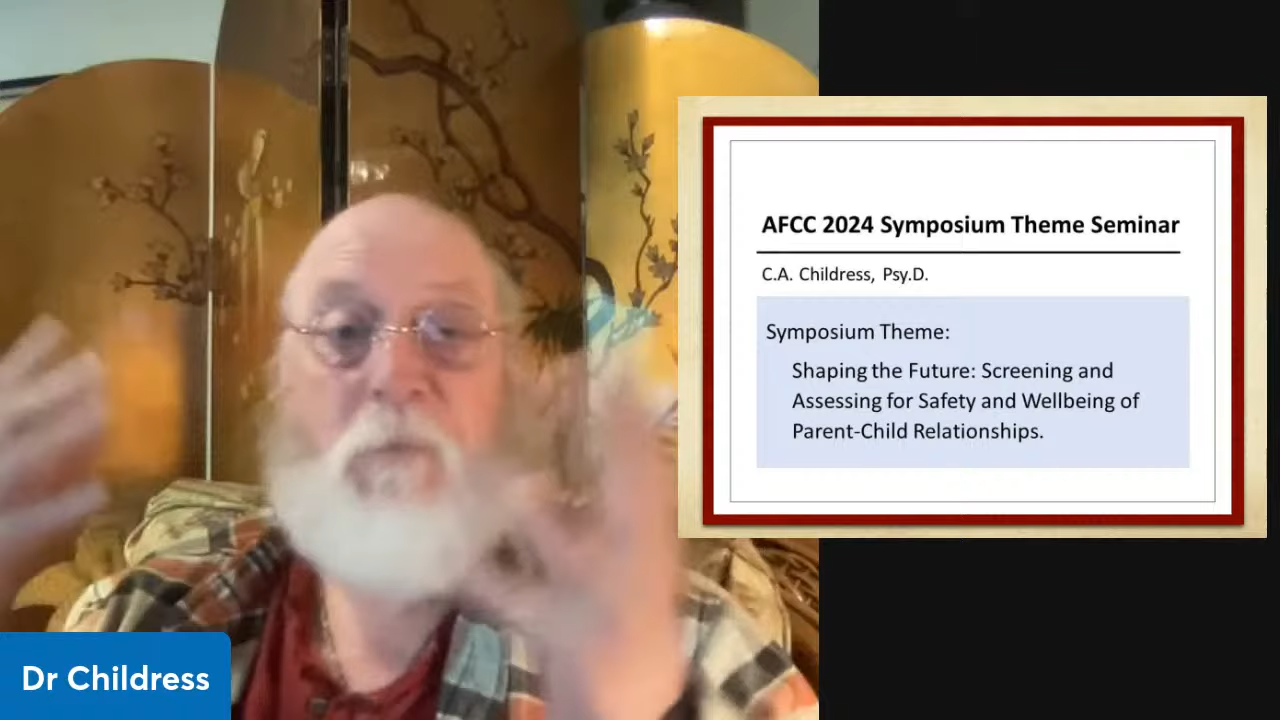 AFCC 2024 Symposium Theme Seminar
C.A. Childress, Psy.D.
Symposium Theme:
Shaping the Future: Screening and
Assessing for Safety and Wellbeing of
Parent-Child Relationships.
Dr Childress